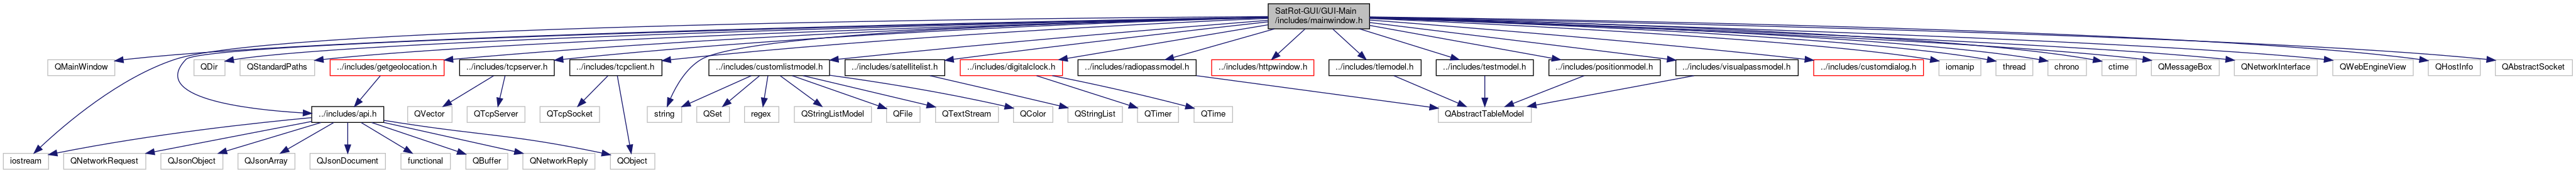 SatRot-GUI/GUI-Main
/includes/mainwindow.h
QMainWindow
QDir
QStandardPaths
../includes/getgeolocation.h
../includes/tcpserver.h
../includes/tcpclient.h
../includes/customlistmodel.h
../includes/satellitelist.h
../includes/digitalclock.h
../includes/radiopassmodel.h
../includes/httpwindow.h
../includes/tlemodel.h
../includes/testmodel.h
../includes/positionmodel.h
../includes/visualpassmodel.h
../includes/customdialog.h
iomanip
thread
chrono
ctime
QMessageBox
QNetworkInterface
QWebEngineView
QHostInfo
QAbstractSocket
../includes/api.h
QVector
QTcpServer
QTcpSocket
string
QSet
regex
QStringListModel
QFile
QTextStream
QColor
QStringList
QTimer
QTime
QAbstractTableModel
iostream
QNetworkRequest
QJsonObject
QJsonArray
QJsonDocument
functional
QBuffer
QNetworkReply
QObject